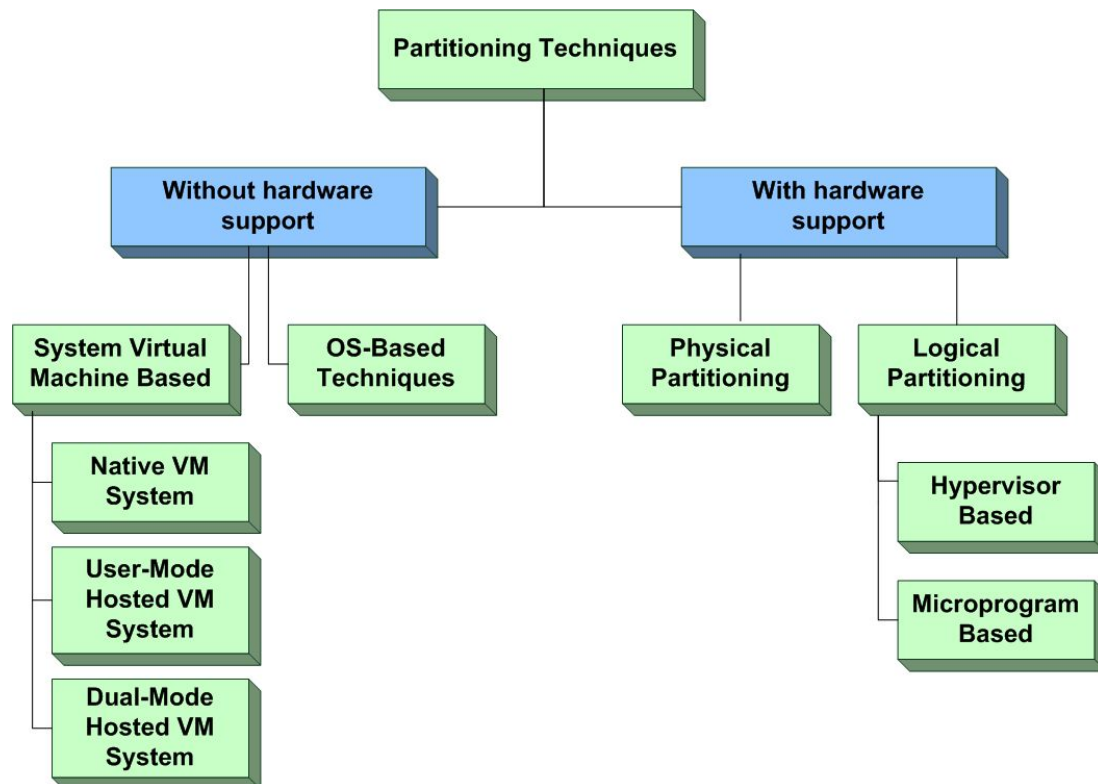 Partitioning Techniques
Without hardware
support
With hardware
support
System Virtual
Machine Based
OS-Based
Techniques
Physical
Partitioning
Logical
Partitioning
Native VM
System
User-Mode
Hosted VM
System
Dual-Mode
Hosted VM
System
Hypervisor
Based
Microprogram
Based